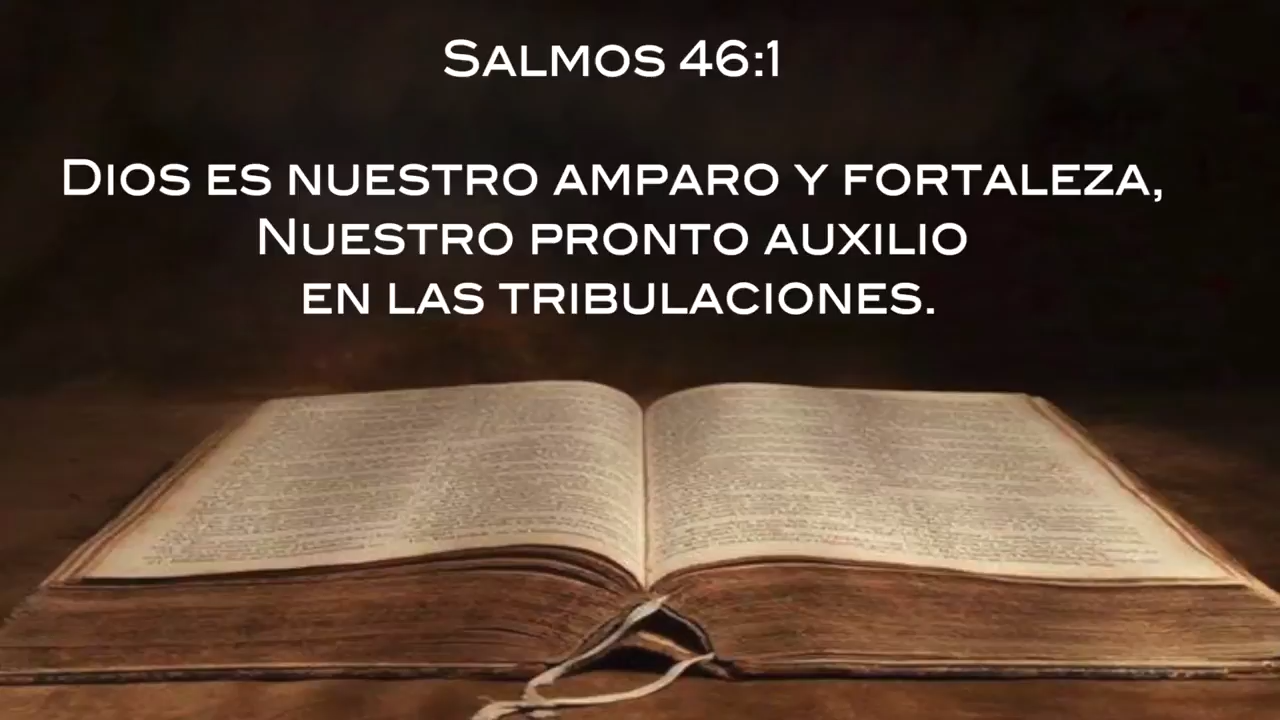 Salmos 46:1
Dios es nuestro amparo y fortaleza,
Nuestro pronto auxilio
en las tribulaciones.